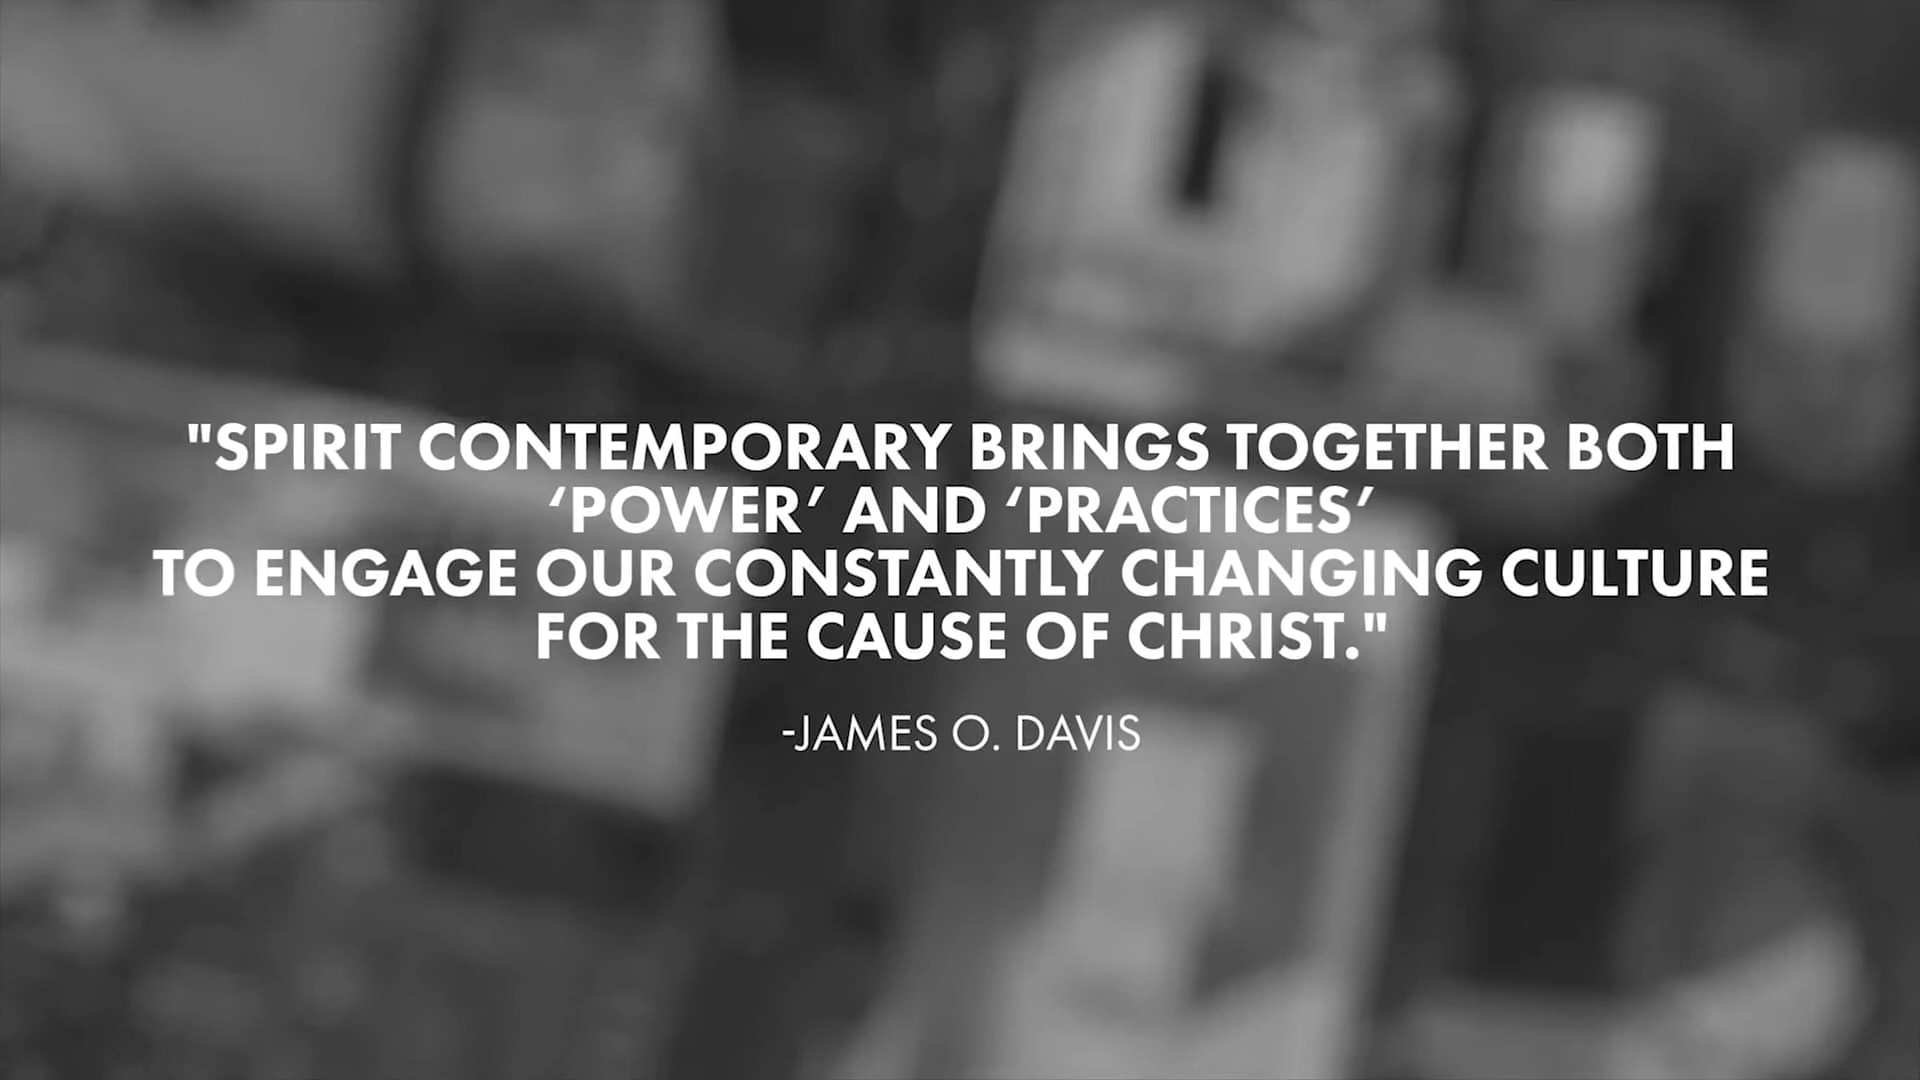 "SPIRIT CONTEMPORARY BRINGS TOGETHER BOTH
‘POWER’ AND ‘PRACTICES’
TO ENGAGE OUR CONSTANTLY CHANGING CULTURE
FOR THE CAUSE OF CHRIST."
-JAMES O. DAVIS